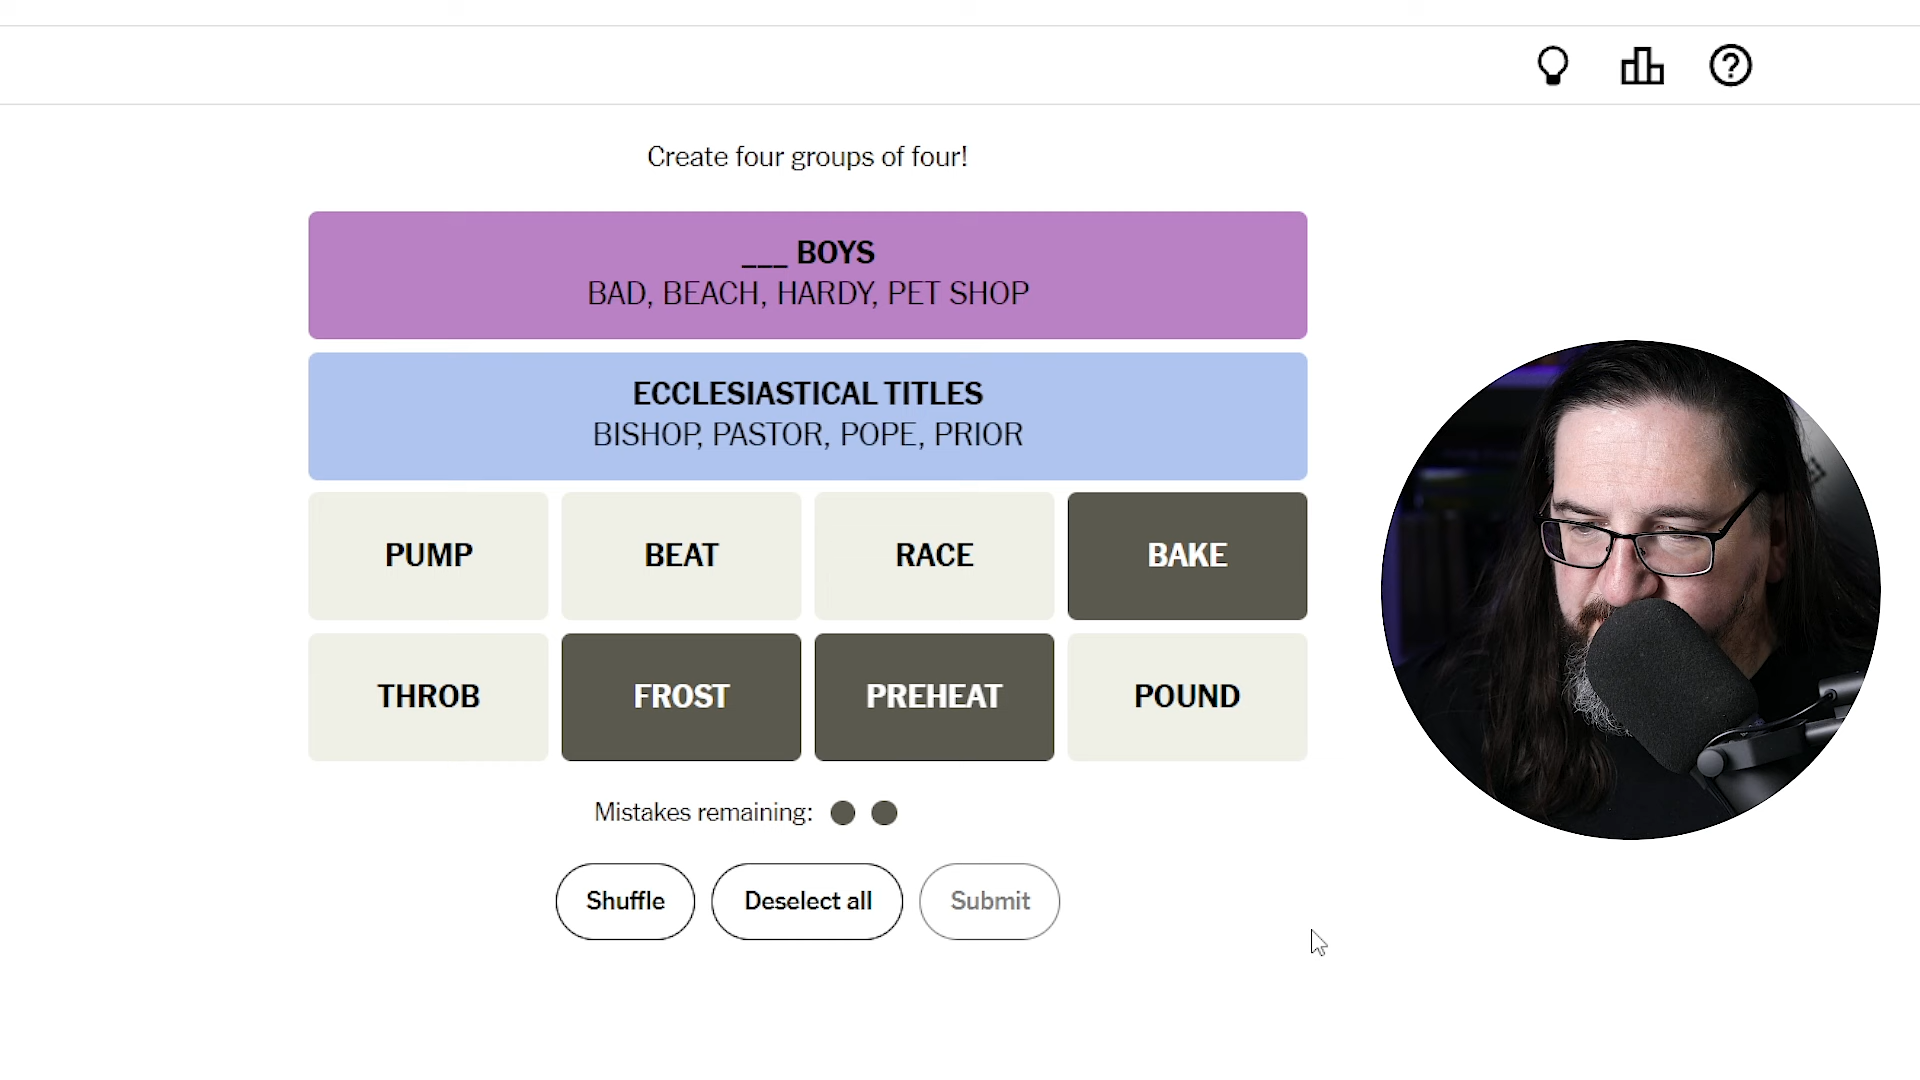 Create four groups of four!
___ BOYS
BAD, BEACH, HARDY, PET SHOP
ECCLESIASTICAL TITLES
BISHOP, PASTOR, POPE, PRIOR
PUMP BEAT RACE BAKE
THROB FROST PREHEAT POUND
Mistakes remaining:
Shuffle Deselect all Submit